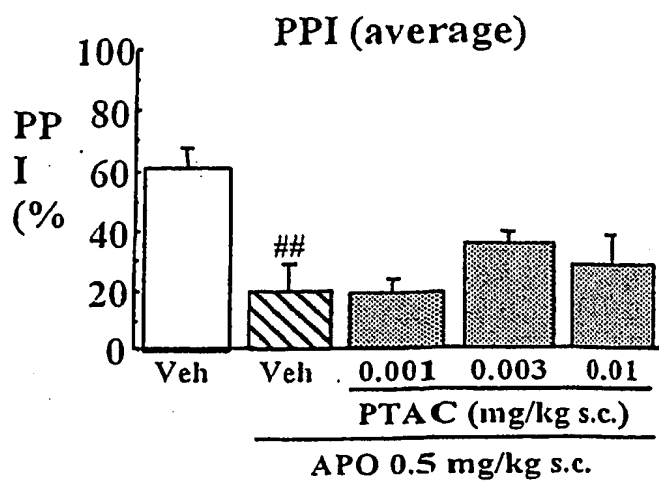 PPI (average)
100
80
60
40
20
0
PP
I
(%
##
Veh Veh 0.001 0.003 0.01
PTAC (mg/kg s.c.)
APO 0.5 mg/kg s.c.